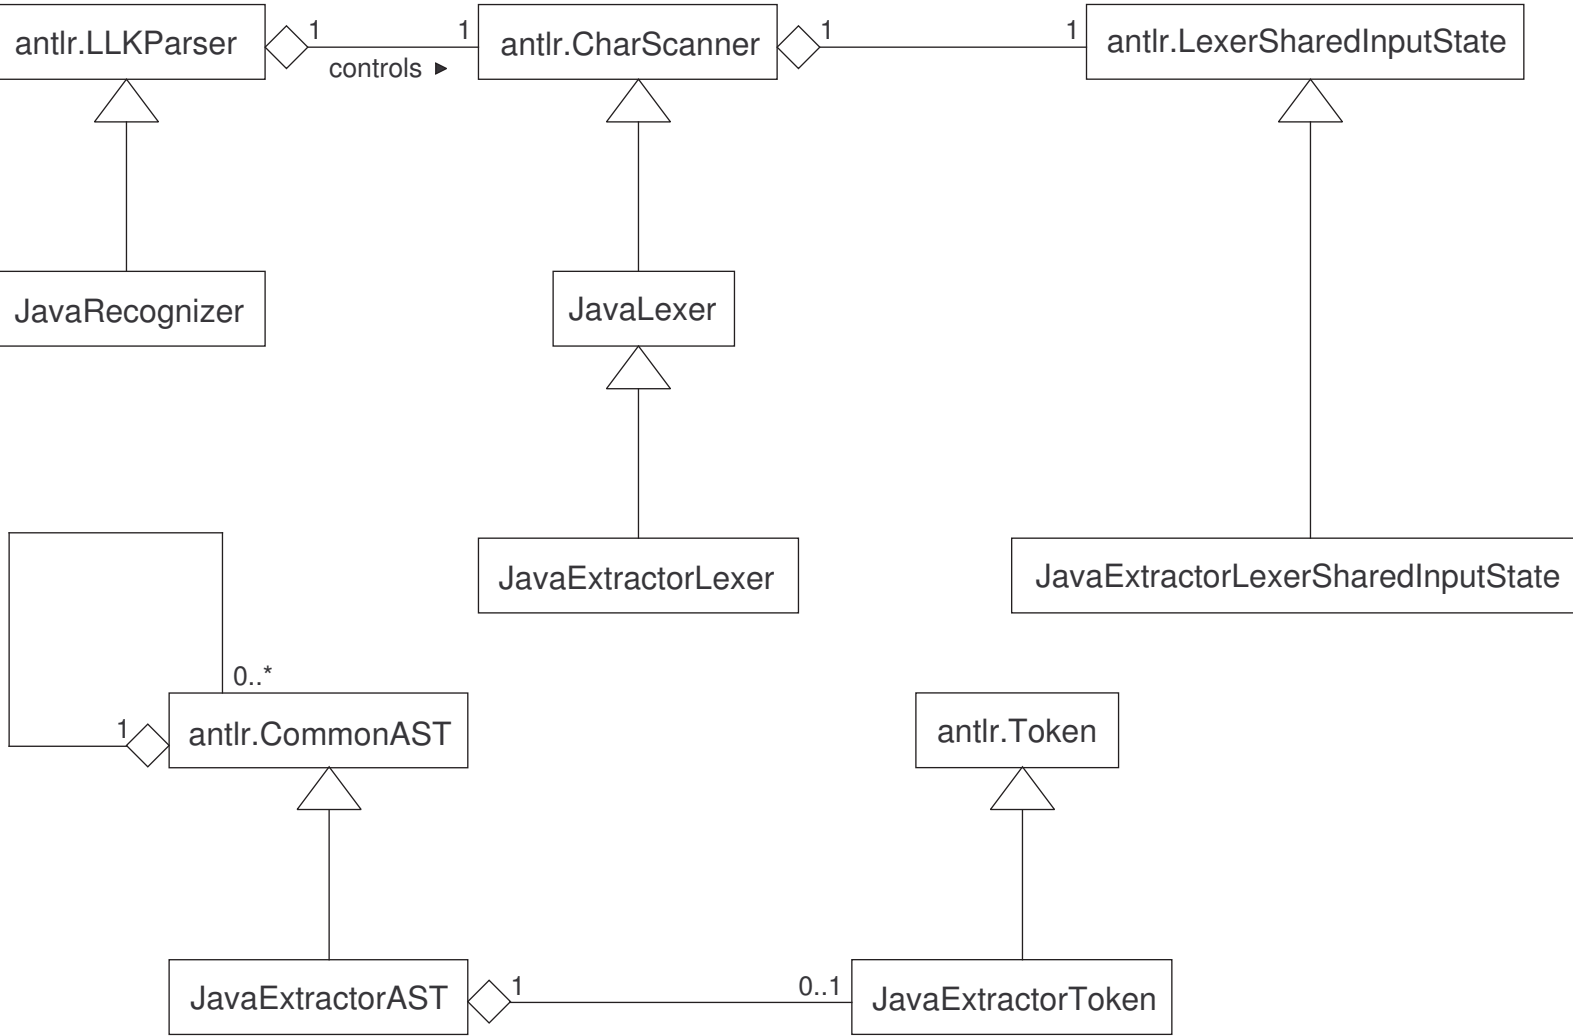 antlr.LLKParser
1
1
controls ►
antlr.CharScanner
1
1
antlr.LexerSharedInputState
JavaRecognizer
JavaLexer
JavaExtractorLexer
JavaExtractorLexerSharedInputState
0..*
1
antlr.CommonAST
antlr.Token
JavaExtractorAST
1
0..1
JavaExtractorToken